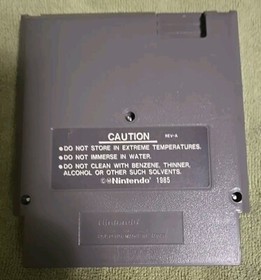 CAUTION REV-A
●DO NOT STORE IN EXTREME TEMPERATURES.
●DO NOT IMMERSE IN WATER.
●DO NOT CLEAN WITH BENZENE, THINNER,
ALCOHOL OR OTHER SUCH SOLVENTS.
©®Nintendo® 1985
Nintendo®